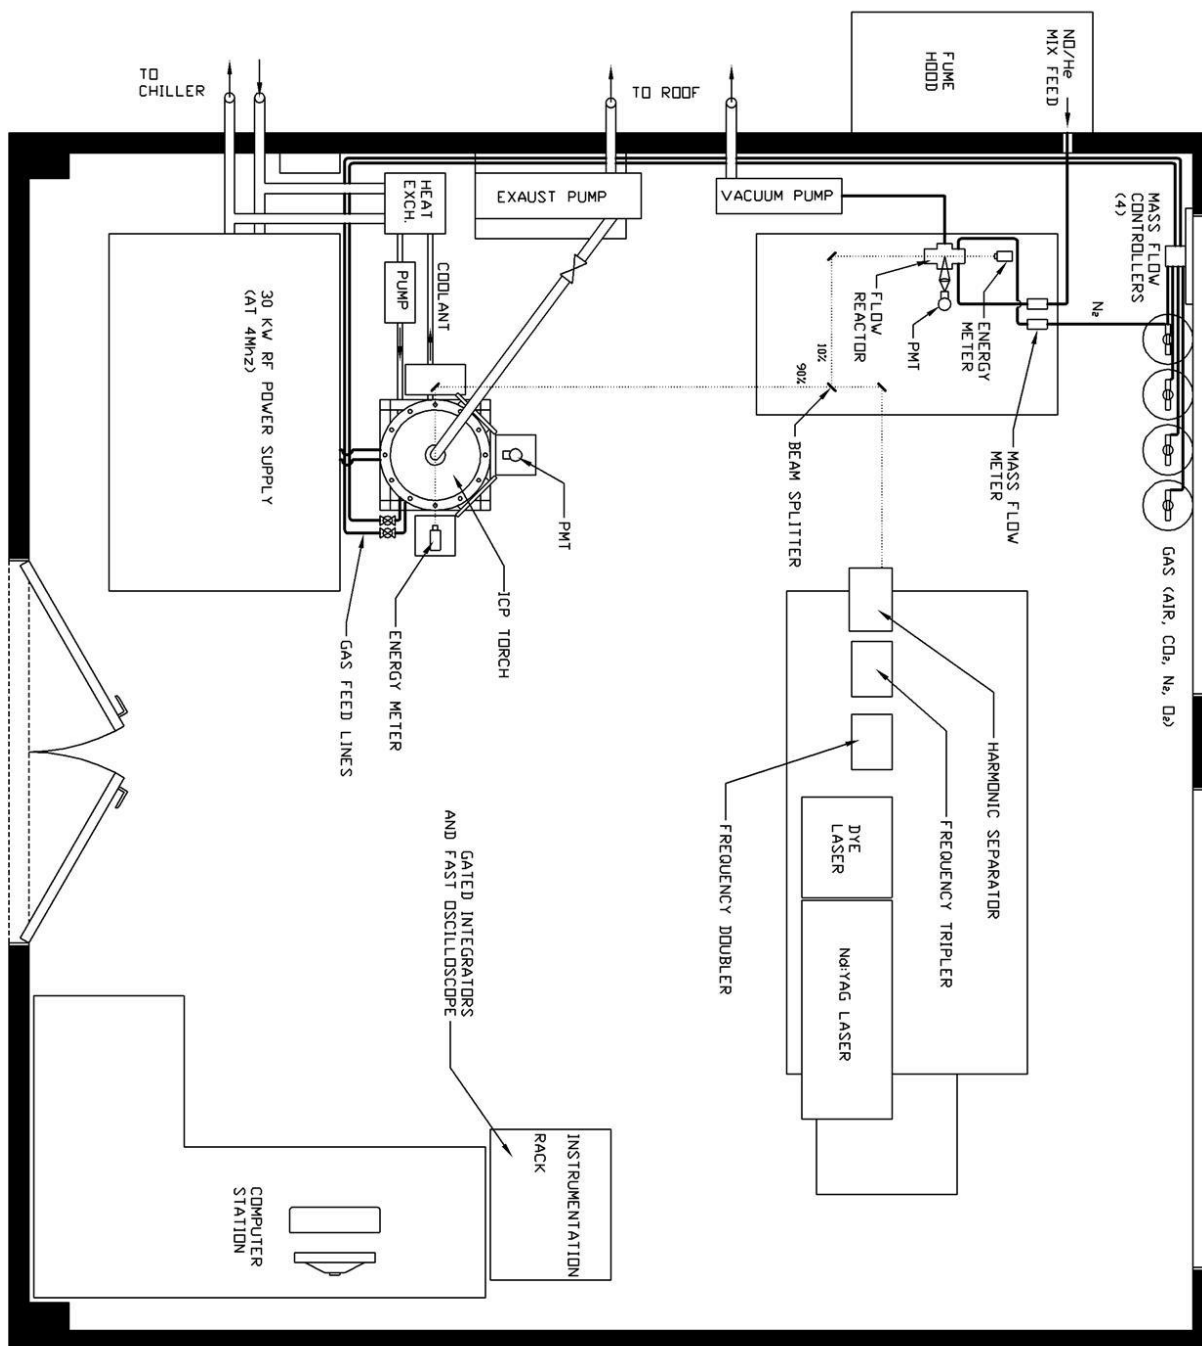 TO
CHILLER
TO ROOF
FUME
HOOD
NO/He
MIX FEED
HEAT
EXCH.
EXAUST PUMP
VACUUM PUMP
MASS FLOW
CONTROLLERS
(4)
PUMP
COOLANT
30 KW RF POWER SUPPLY
(AT 4Mhz)
FLOW
REACTOR
PMT
ENERGY
METER
N₂
10%
90%
BEAM SPLITTER
MASS FLOW
METER
GAS (AIR, CO₂, N₂, O₂)
PMT
ICP TORCH
ENERGY METER
GAS FEED LINES
HARMONIC SEPARATOR
FREQUENCY TRIPLER
FREQUENCY DOUBLER
DYE
LASER
Nd:YAG LASER
GATED INTEGRATORS
AND FAST OSCILLOSCOPE
INSTRUMENTATION
RACK
COMPUTER
STATION